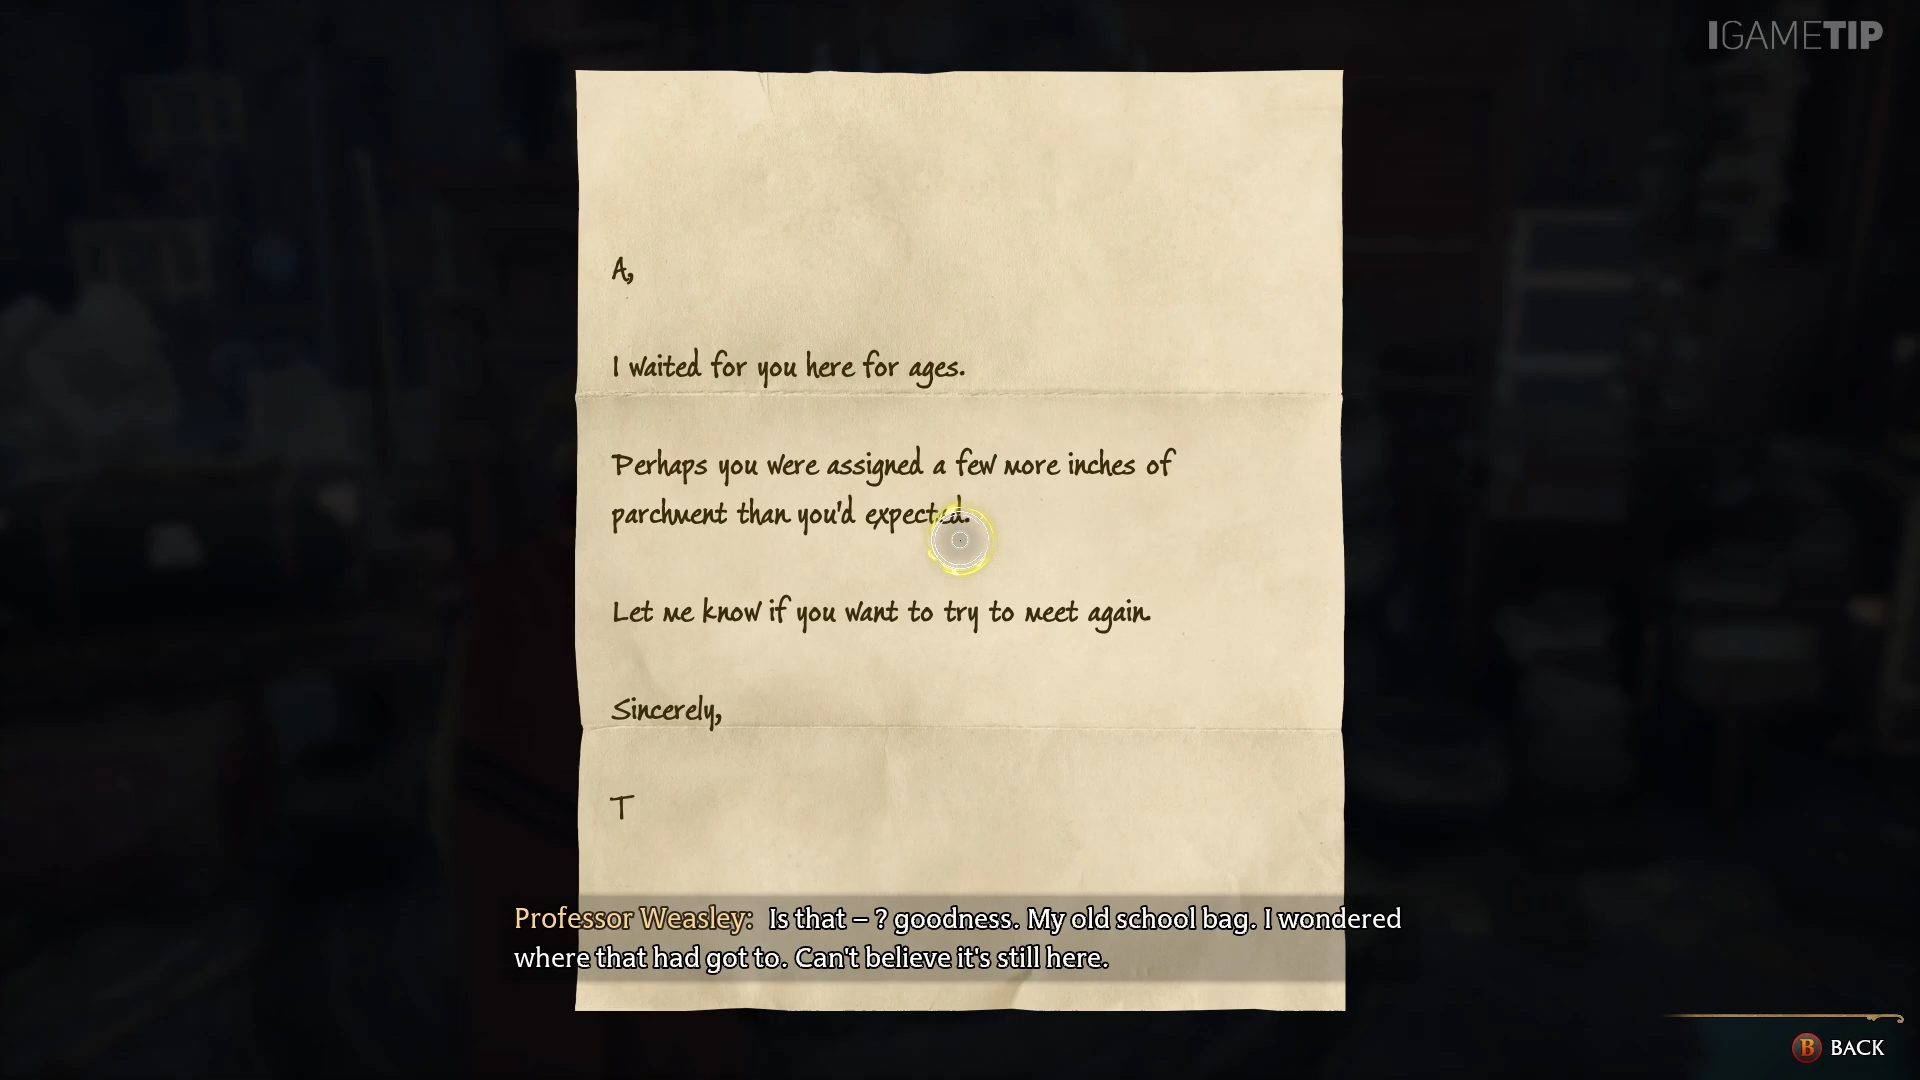 IGAMETIP
A,
I waited for you here for ages.
Perhaps you were assigned a few more inches of
parchment than you'd expected.
Let me know if you want to try to meet again.
Sincerely,
T
Professor Weasley: Is that – ? goodness. My old school bag. I wondered
where that had got to. Can't believe it's still here.
B BACK